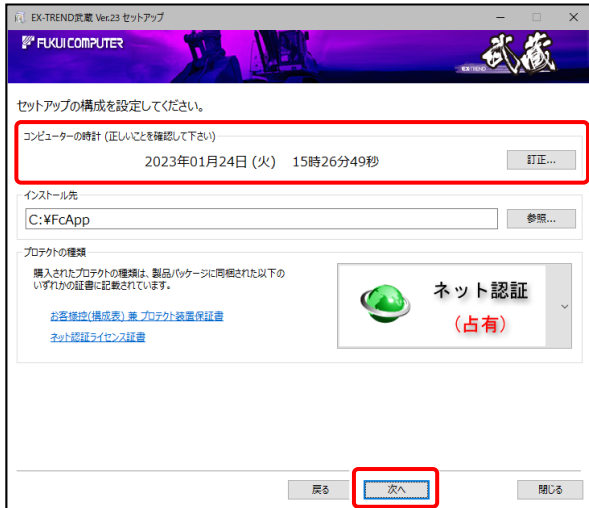 EX-TREND武蔵 Ver.23 セットアップ
FUKUI COMPUTER
EX-TREND 武蔵
セットアップの構成を設定してください。
コンピューターの時計 (正しいことを確認して下さい)
2023年01月24日 (火) 15時26分49秒
訂正...
インストール先
C:¥FcApp
参照...
プロテクトの種類
購入されたプロテクトの種類は、製品パッケージに同梱された以下の
いずれかの証書に記載されています。
お客様控(構成表) 兼 プロテクト装置保証書
ネット認証ライセンス証書
ネット認証
(占有)
戻る
次へ
閉じる